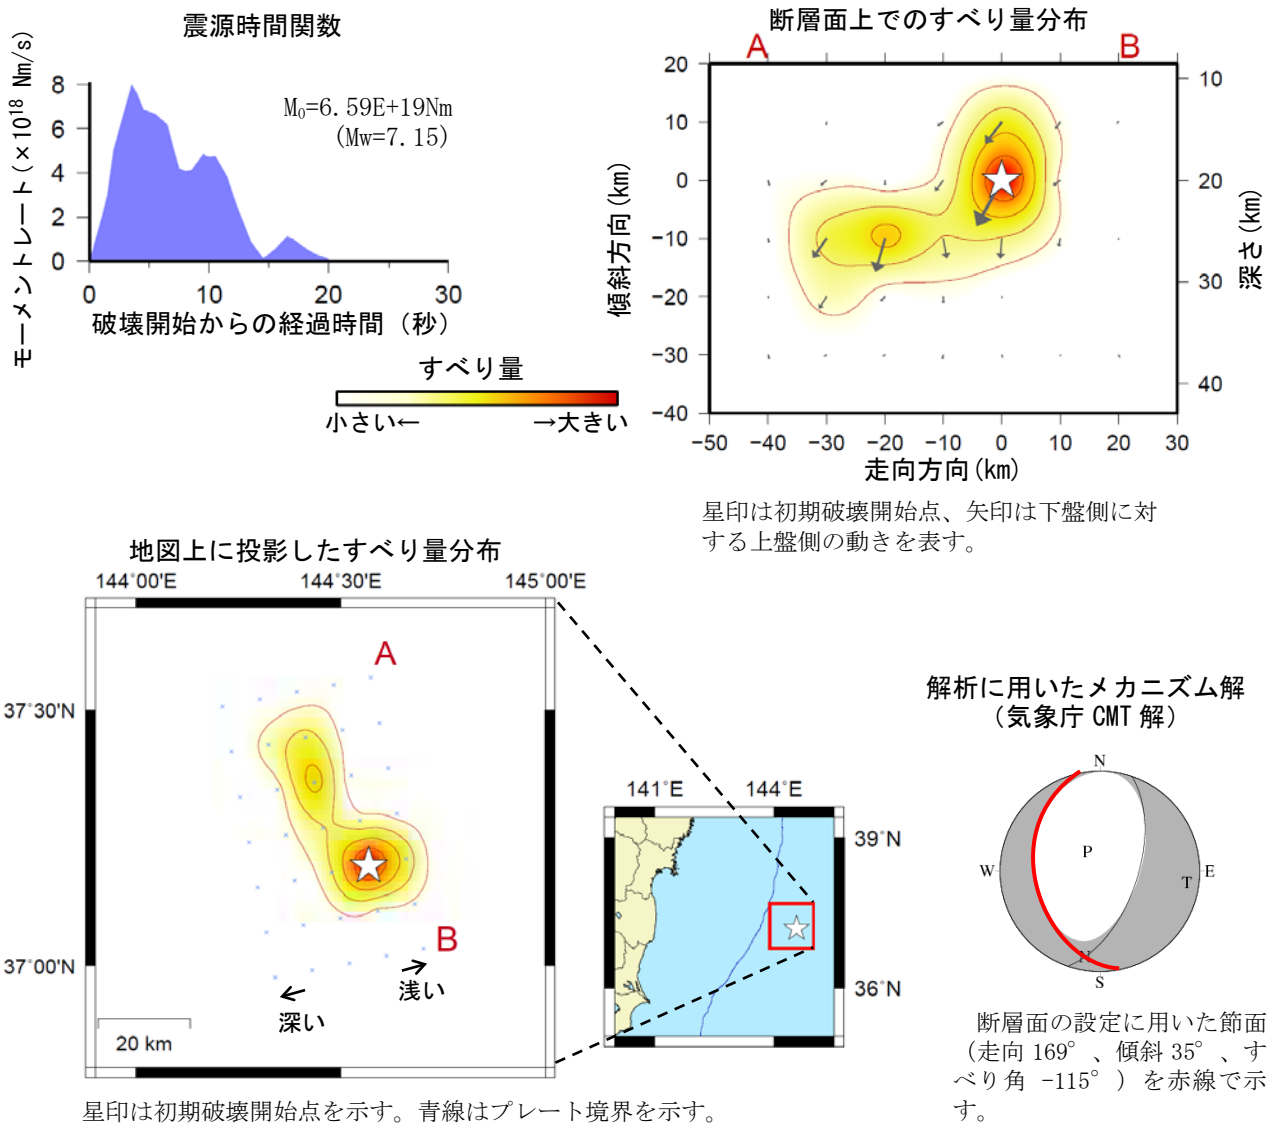 震源時間関数
モーメントレート(×10¹⁸ Nm/s)
8
6
4
2
0
M₀=6.59E+19Nm
(Mw=7.15)
0 10 20 30
破壊開始からの経過時間（秒）
すべり量
小さい← →大きい
断層面上でのすべり量分布
A B
傾斜方向(km)
20
10
0
−10
−20
−30
−40
10
20
30
40
深さ(km)
−50 −40 −30 −20 −10 0 10 20 30
走向方向(km)
星印は初期破壊開始点、矢印は下盤側に対
する上盤側の動きを表す。
地図上に投影したすべり量分布
144°00'E 144°30'E 145°00'E
37°30'N
37°00'N
A
B
浅い
深い
20 km
141°E 144°E
39°N
36°N
解析に用いたメカニズム解
（気象庁 CMT 解）
N
W
P
T
E
N
S
断層面の設定に用いた節面
（走向 169°、傾斜 35°、す
べり角 -115°）を赤線で示
す。
星印は初期破壊開始点を示す。青線はプレート境界を示す。